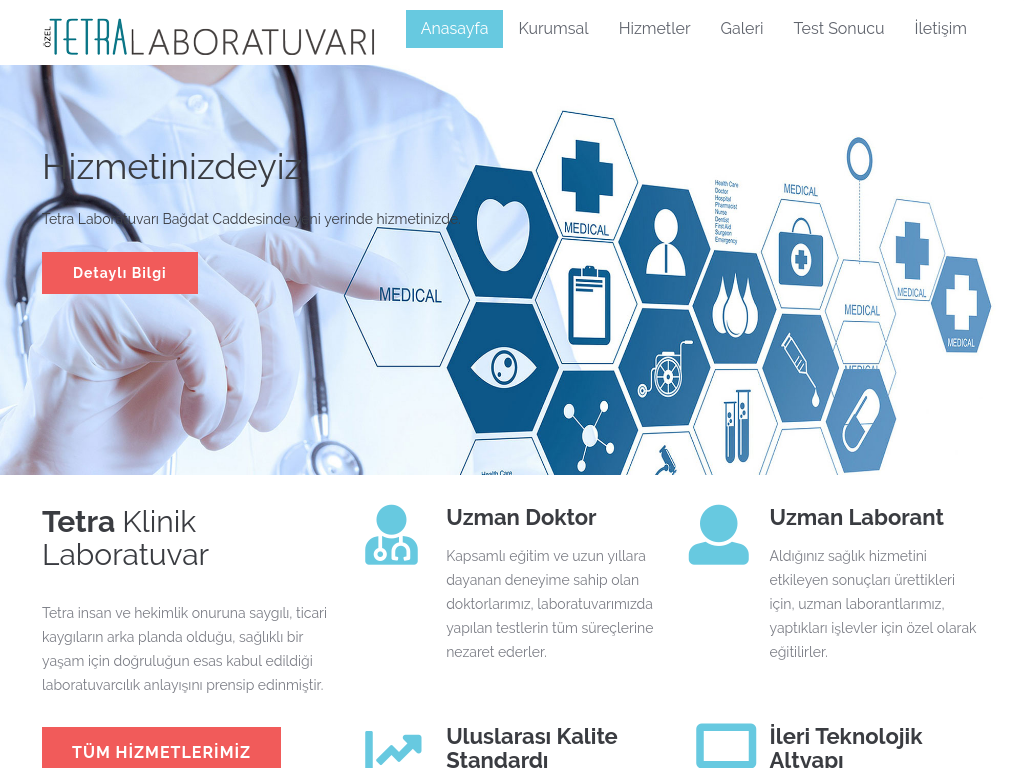 ÖZEL TETRA LABORATUVARI
Anasayfa
Kurumsal
Hizmetler
Galeri
Test Sonucu
İletişim
Hizmetinizdeyiz
Tetra Laboratuvarı Bağdat Caddesinde yeni yerinde hizmetinizde
Detaylı Bilgi
MEDICAL
MEDICAL
Health Care
Doctor
Hospital
Pharmacist
Nurse
Dentist
First Aid
Surgeon
Emergency
MEDICAL
MEDICAL
MEDICAL
MEDICAL
MEDICAL
Health Care
Tetra Klinik
Laboratuvar
Tetra insan ve hekimlik onuruna saygılı, ticari
kaygıların arka planda olduğu, sağlıklı bir
yaşam için doğruluğun esas kabul edildiği
laboratuvarcılık anlayışını prensip edinmiştir.
TÜM HİZMETLERİMİZ
Uzman Doktor
Kapsamlı eğitim ve uzun yıllara
dayanan deneyime sahip olan
doktorlarımız, laboratuvarımızda
yapılan testlerin tüm süreçlerine
nezaret ederler.
Uzman Laborant
Aldığınız sağlık hizmetini
etkileyen sonuçları ürettikleri
için, uzman laborantlarımız,
yaptıkları işlevler için özel olarak
eğitilirler.
Uluslarası Kalite
Standardı
İleri Teknolojik
Altyapı